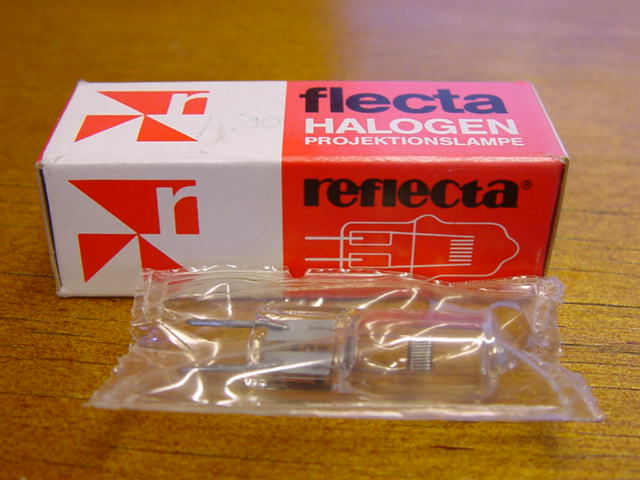 r
flecta
HALOGEN
PROJEKTIONSLAMPE
r
reflecta®